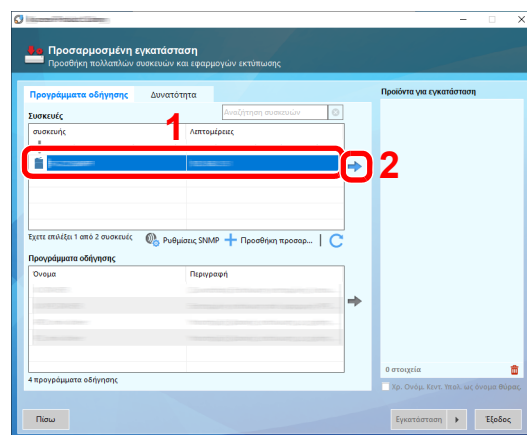 Προσαρμοσμένη εγκατάσταση
Προσθήκη πολλαπλών συσκευών και εφαρμογών εκτύπωσης
Προγράμματα οδήγησης
Δυνατότητα
Συσκευές
Αναζήτηση συσκευών
συσκευής
Λεπτομέρειες
1
2
Έχετε επιλέξει 1 από 2 συσκευές
Ρυθμίσεις SNMP
Προσθήκη προσαρ...
Προγράμματα οδήγησης
Όνομα
Περιγραφή
4 προγράμματα οδήγησης
Προϊόντα για εγκατάσταση
0 στοιχεία
Χρ. Ονόμ. Κεντ. Υπολ. ως όνομα θύρας.
Πίσω
Εγκατάσταση
Έξοδος